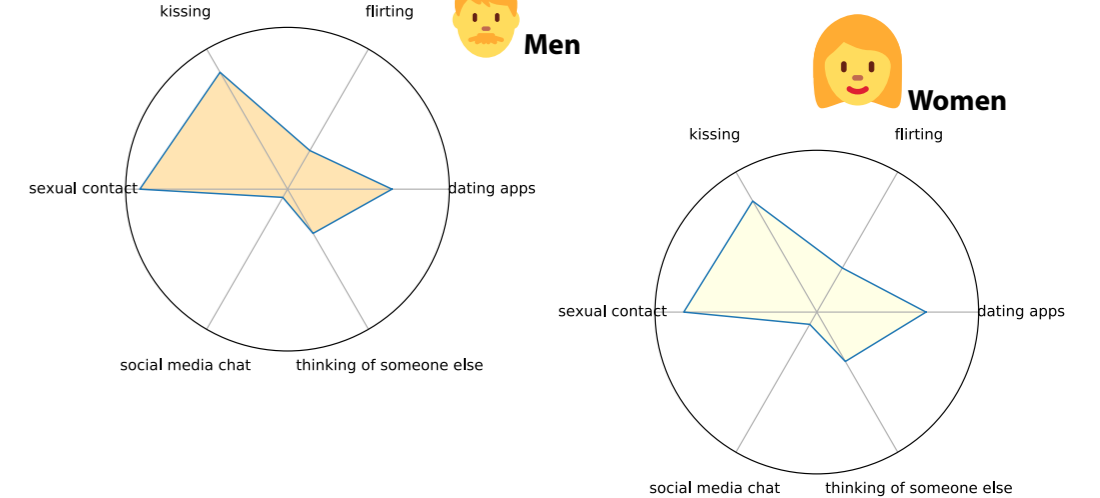 kissing
flirting
Men
sexual contact
dating apps
social media chat
thinking of someone else
Women
kissing
flirting
sexual contact
dating apps
social media chat
thinking of someone else